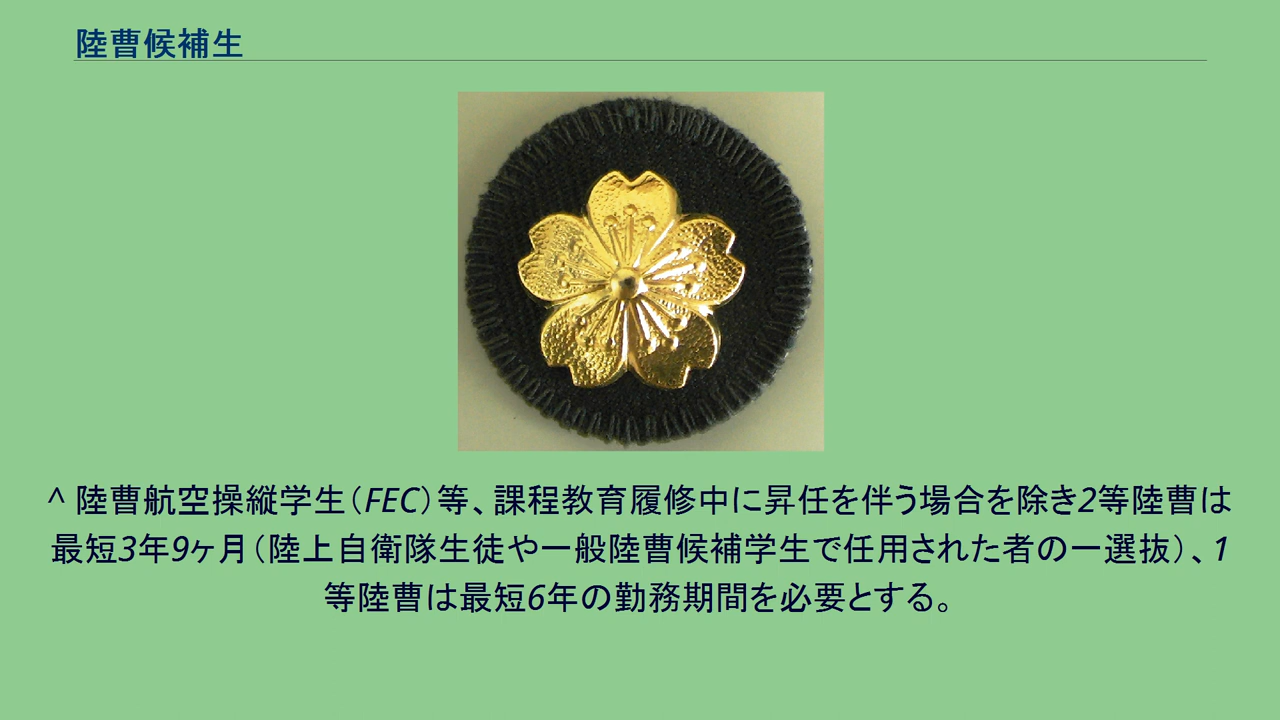 陸曹候補生
^ 陸曹航空操縦学生（FEC）等、課程教育履修中に昇任を伴う場合を除き2等陸曹は
最短3年9ヶ月（陸上自衛隊生徒や一般陸曹候補学生で任用された者の一選抜）、1
等陸曹は最短6年の勤務期間を必要とする。